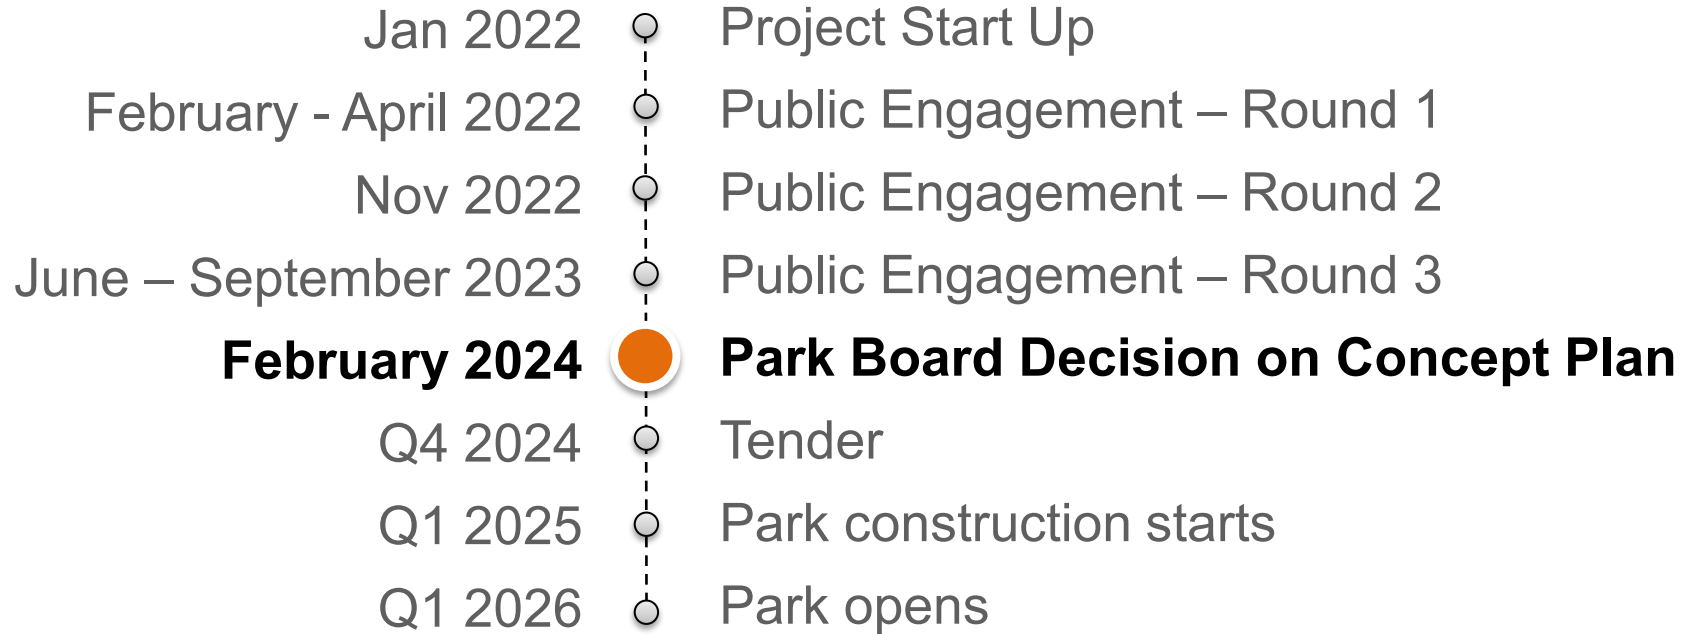 Jan 2022 Project Start Up
February - April 2022 Public Engagement – Round 1
Nov 2022 Public Engagement – Round 2
June – September 2023 Public Engagement – Round 3
February 2024 Park Board Decision on Concept Plan
Q4 2024 Tender
Q1 2025 Park construction starts
Q1 2026 Park opens